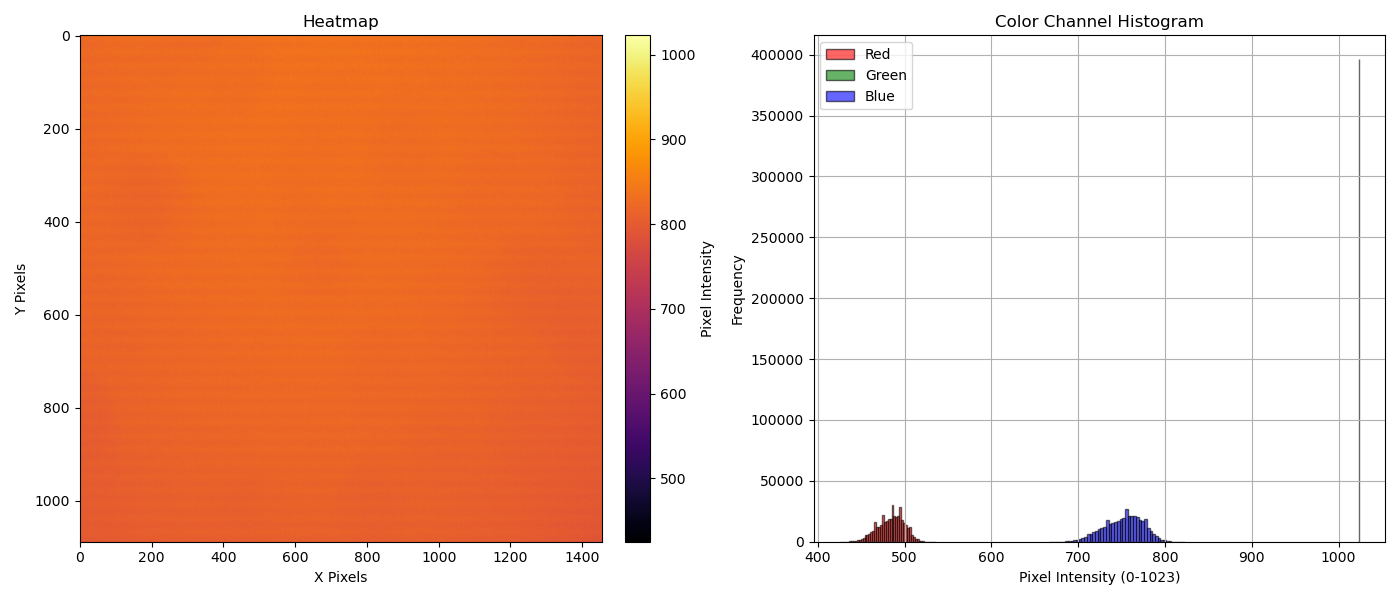 Heatmap
0
200
400
600
800
1000
Y Pixels
0 200 400 600 800 1000 1200 1400
X Pixels
1000
900
800
700
600
500
Pixel Intensity
Color Channel Histogram
Red
Green
Blue
400000
350000
300000
250000
200000
150000
100000
50000
0
Frequency
400 500 600 700 800 900 1000
Pixel Intensity (0-1023)